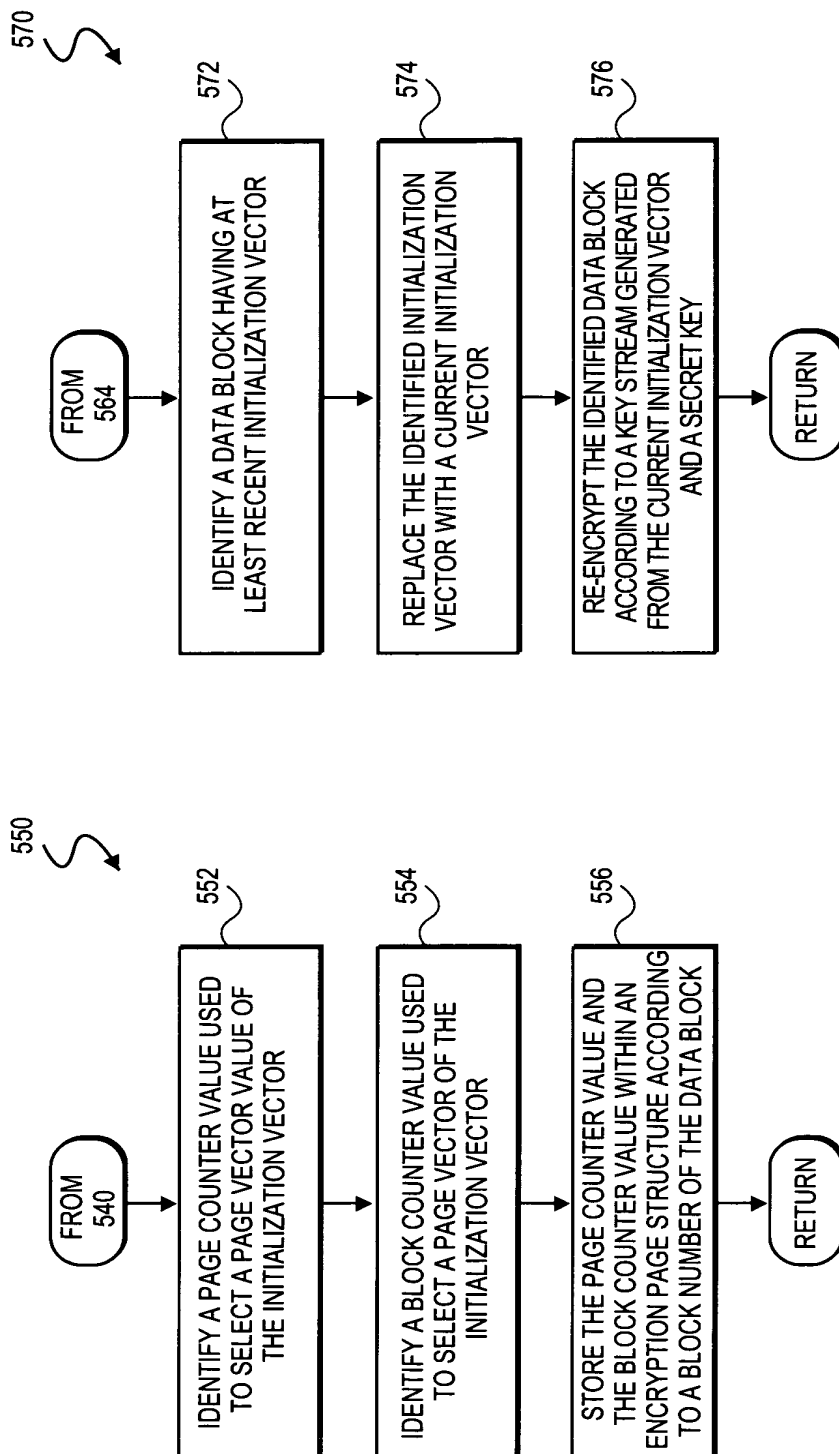 550
FROM
540
552
IDENTIFY A PAGE COUNTER VALUE USED
TO SELECT A PAGE VECTOR VALUE OF
THE INITIALIZATION VECTOR
554
IDENTIFY A BLOCK COUNTER VALUE USED
TO SELECT A PAGE VECTOR OF THE
INITIALIZATION VECTOR
556
STORE THE PAGE COUNTER VALUE AND
THE BLOCK COUNTER VALUE WITHIN AN
ENCRYPTION PAGE STRUCTURE ACCORDING
TO A BLOCK NUMBER OF THE DATA BLOCK
RETURN
570
FROM
564
572
IDENTIFY A DATA BLOCK HAVING AT
LEAST RECENT INITIALIZATION VECTOR
574
REPLACE THE IDENTIFIED INITIALIZATION
VECTOR WITH A CURRENT INITIALIZATION
VECTOR
576
RE-ENCRYPT THE IDENTIFIED DATA BLOCK
ACCORDING TO A KEY STREAM GENERATED
FROM THE CURRENT INITIALIZATION VECTOR
AND A SECRET KEY
RETURN